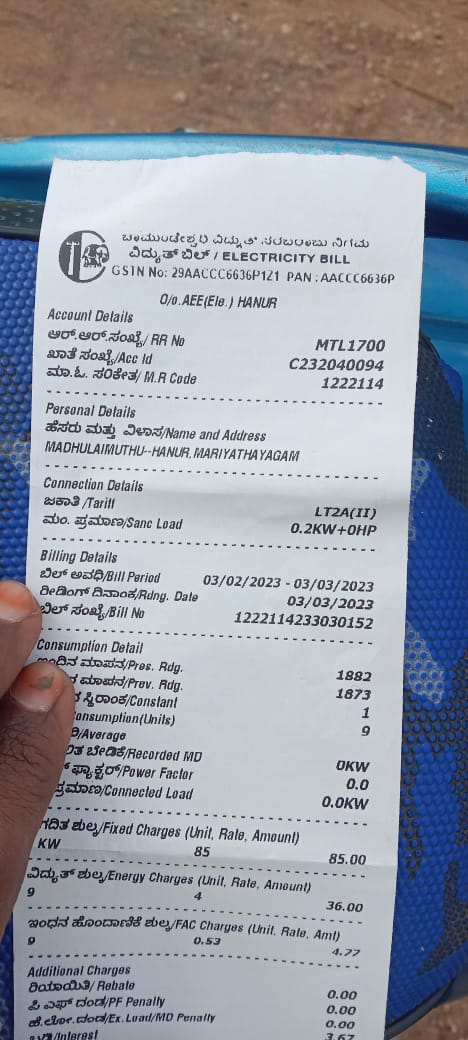 ಚಾಮುಂಡೇಶ್ವರಿ ವಿದ್ಯುತ್ ಸರಬರಾಜು ನಿಗಮ
ವಿದ್ಯುತ್ ಬಿಲ್ / ELECTRICITY BILL
GSTN No: 29AACCC6636P1Z1 PAN : AACCC6636P
O/o.AEE(Ele.) HANUR
Account Details
ಆರ್.ಆರ್.ಸಂಖ್ಯೆ/ RR No MTL1700
ಖಾತೆ ಸಂಖ್ಯೆ/Acc Id C232040094
ಮಾ.ಓ. ಸಂಕೇತ/ M.R Code 1222114
Personal Details
ಹೆಸರು ಮತ್ತು ವಿಳಾಸ/Name and Address
MADHULAIMUTHU--HANUR, MARIYATHAYAGAM
Connection Details
ಜಕಾತಿ /Tariff LT2A(II)
ಮಂ. ಪ್ರಮಾಣ/Sanc Load 0.2KW+0HP
Billing Details
ಬಿಲ್ ಅವಧಿ/Bill Period 03/02/2023 - 03/03/2023
ರೀಡಿಂಗ್ ದಿನಾಂಕ/Rdng. Date 03/03/2023
ಬಿಲ್ ಸಂಖ್ಯೆ/Bill No 1222114233030152
Consumption Detail
ದಿನ ಮಾಪನ/Pres. Rdg. 1882
ಮಾಪನ/Prev. Rdg. 1873
ಸ್ಥಿರಾಂಕ/Constant 1
onsumption(Units) 9
/Average
ಬೇಡಿಕೆ/Recorded MD 0KW
ಫ್ಯಾಕ್ಟರ್/Power Factor 0.0
ಪ್ರಮಾಣ/Connected Load 0.0KW
ಗದಿತ ಶುಲ್ಕ/Fixed Charges (Unit, Rate, Amount)
KW 85 85.00
ವಿದ್ಯುತ್ ಶುಲ್ಕ/Energy Charges (Unit, Rate, Amount)
9 4 36.00
ಇಂಧನ ಹೊಂದಾಣಿಕೆ ಶುಲ್ಕ/FAC Charges (Unit, Rate, Amt)
9 0.53 4.77
Additional Charges
ರಿಯಾಯಿತಿ/ Rebate 0.00
ಪಿ ಎಫ್ ದಂಡ/PF Penalty 0.00
ಹೆ.ಲೋ.ದಂಡ/Ex.Load/MD Penalty 0.00
ಬಡ್ಡಿ/Interest 3.67